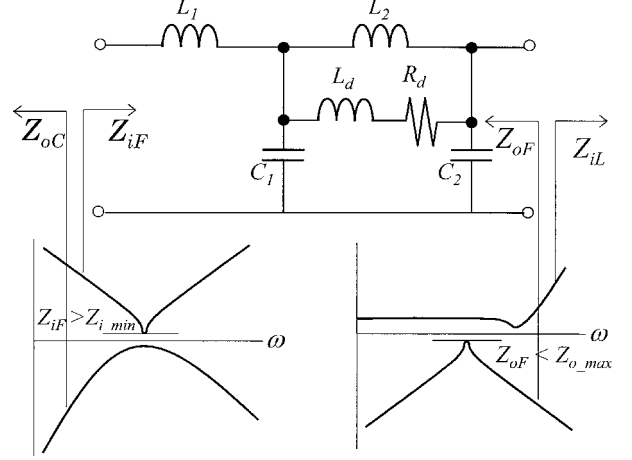 L1 L2
Ld Rd
ZoC ZiF ZoF ZiL
C1 C2
ZiF > Zi_min
ω ω
ZoF < Zo_max